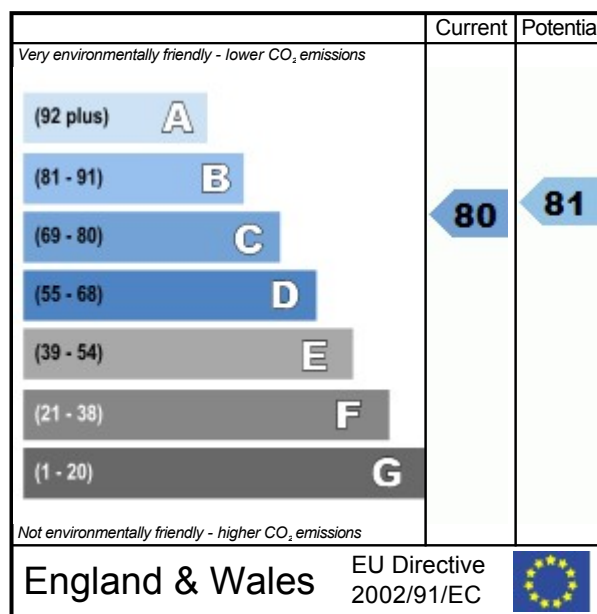 Current Potentia
Very environmentally friendly - lower CO₂ emissions
(92 plus) A
(81 - 91) B
(69 - 80) C
80
81
(55 - 68) D
(39 - 54) E
(21 - 38) F
(1 - 20) G
Not environmentally friendly - higher CO₂ emissions
England & Wales
EU Directive
2002/91/EC